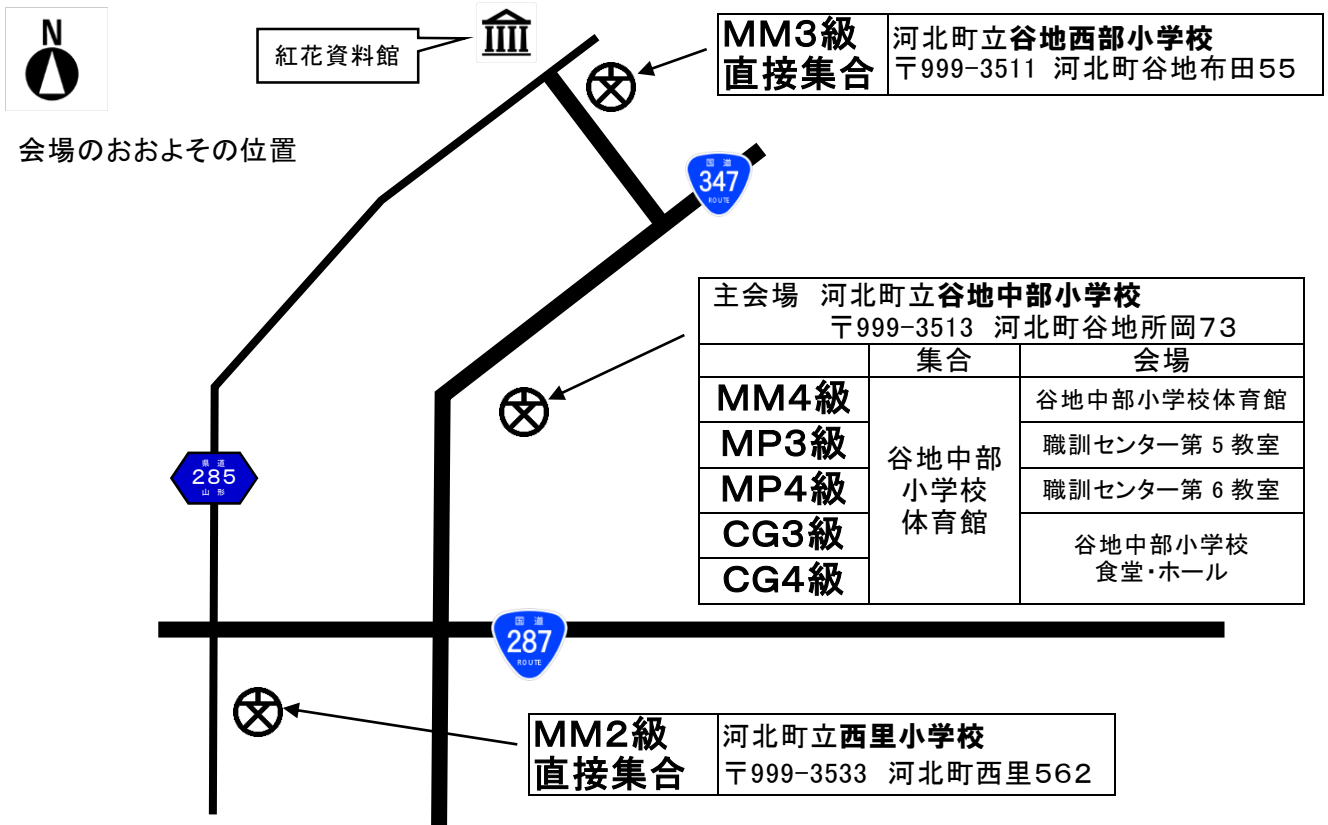 N
会場のおおよその位置
紅花資料館
MM3級
直接集合
河北町立谷地西部小学校
〒999-3511 河北町谷地布田55
国道
347
ROUTE
主会場 河北町立谷地中部小学校
〒999-3513 河北町谷地所岡73
集合 会場
MM4級
MP3級
MP4級
CG3級
CG4級
谷地中部
小学校
体育館
谷地中部小学校体育館
職訓センター第5教室
職訓センター第6教室
谷地中部小学校
食堂・ホール
県道
285
山形
国道
287
ROUTE
MM2級
直接集合
河北町立西里小学校
〒999-3533 河北町西里562